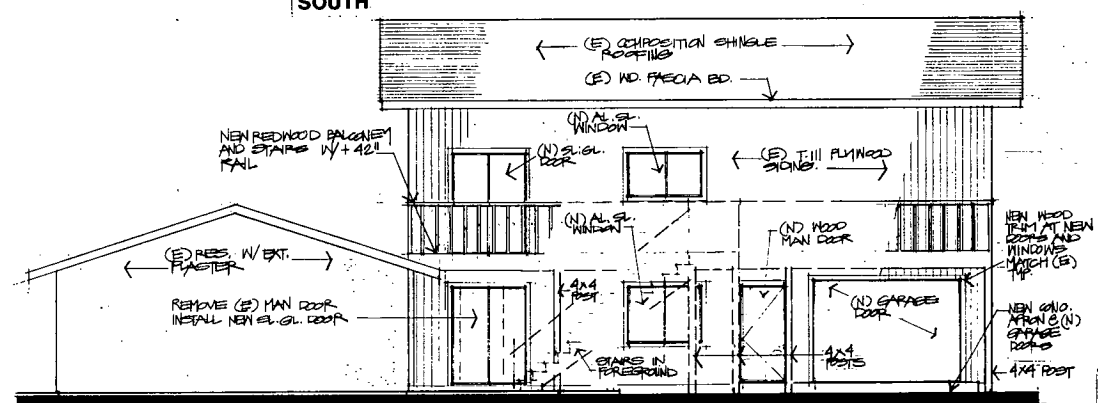 SOUTH
(E) COMPOSITION SHINGLE
ROOFING
(E) WD. FASCIA BD.
NEW REDWOOD BALCONEY
AND STAIRS W/ + 42"
RAIL
(N) SL. GL.
DOOR
(N) AL. SL.
WINDOW
(E) T-111 PLYWOOD
SIDING.
(E) RES. W/ EXT.
PLASTER
(N) AL. SL.
WINDOW
(N) WOOD
MAN DOOR
NEW WOOD
TRIM AT NEW
DOORS AND
WINDOWS
MATCH (E)
TYP.
REMOVE (E) MAN DOOR
INSTALL NEW SL. GL. DOOR
4x4
POST
(N) GARAGE
DOOR
NEW CONC.
APRON @ (N)
GARAGE
DOORS
STAIRS IN
FOREGROUND
4x4
POSTS
4x4 POST